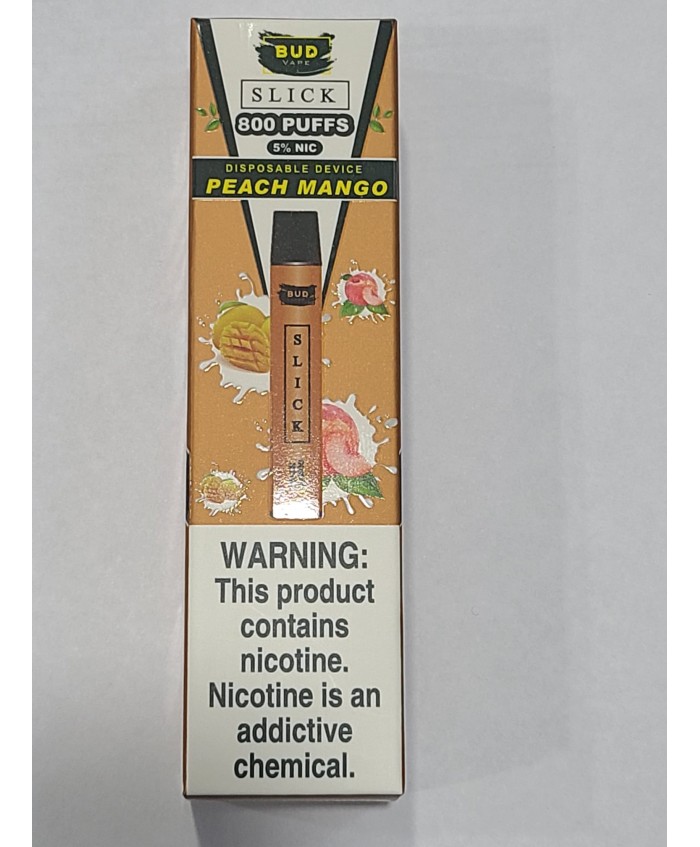 BUD
VAPE
SLICK
800 PUFFS
5% NIC
DISPOSABLE DEVICE
PEACH MANGO
BUD
SLICK
WARNING:
This product
contains
nicotine.
Nicotine is an
addictive
chemical.